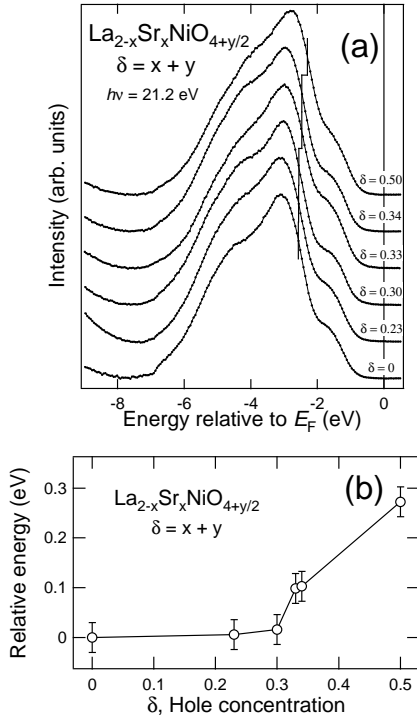 La2-xSrxNiO4+y/2
δ = x + y
hν = 21.2 eV
(a)
Intensity (arb. units)
δ = 0.50
δ = 0.34
δ = 0.33
δ = 0.30
δ = 0.23
δ = 0
-8 -6 -4 -2 0
Energy relative to EF (eV)
(b)
La2-xSrxNiO4+y/2
δ = x + y
Relative energy (eV)
0.3
0.2
0.1
0
0 0.1 0.2 0.3 0.4 0.5
δ, Hole concentration